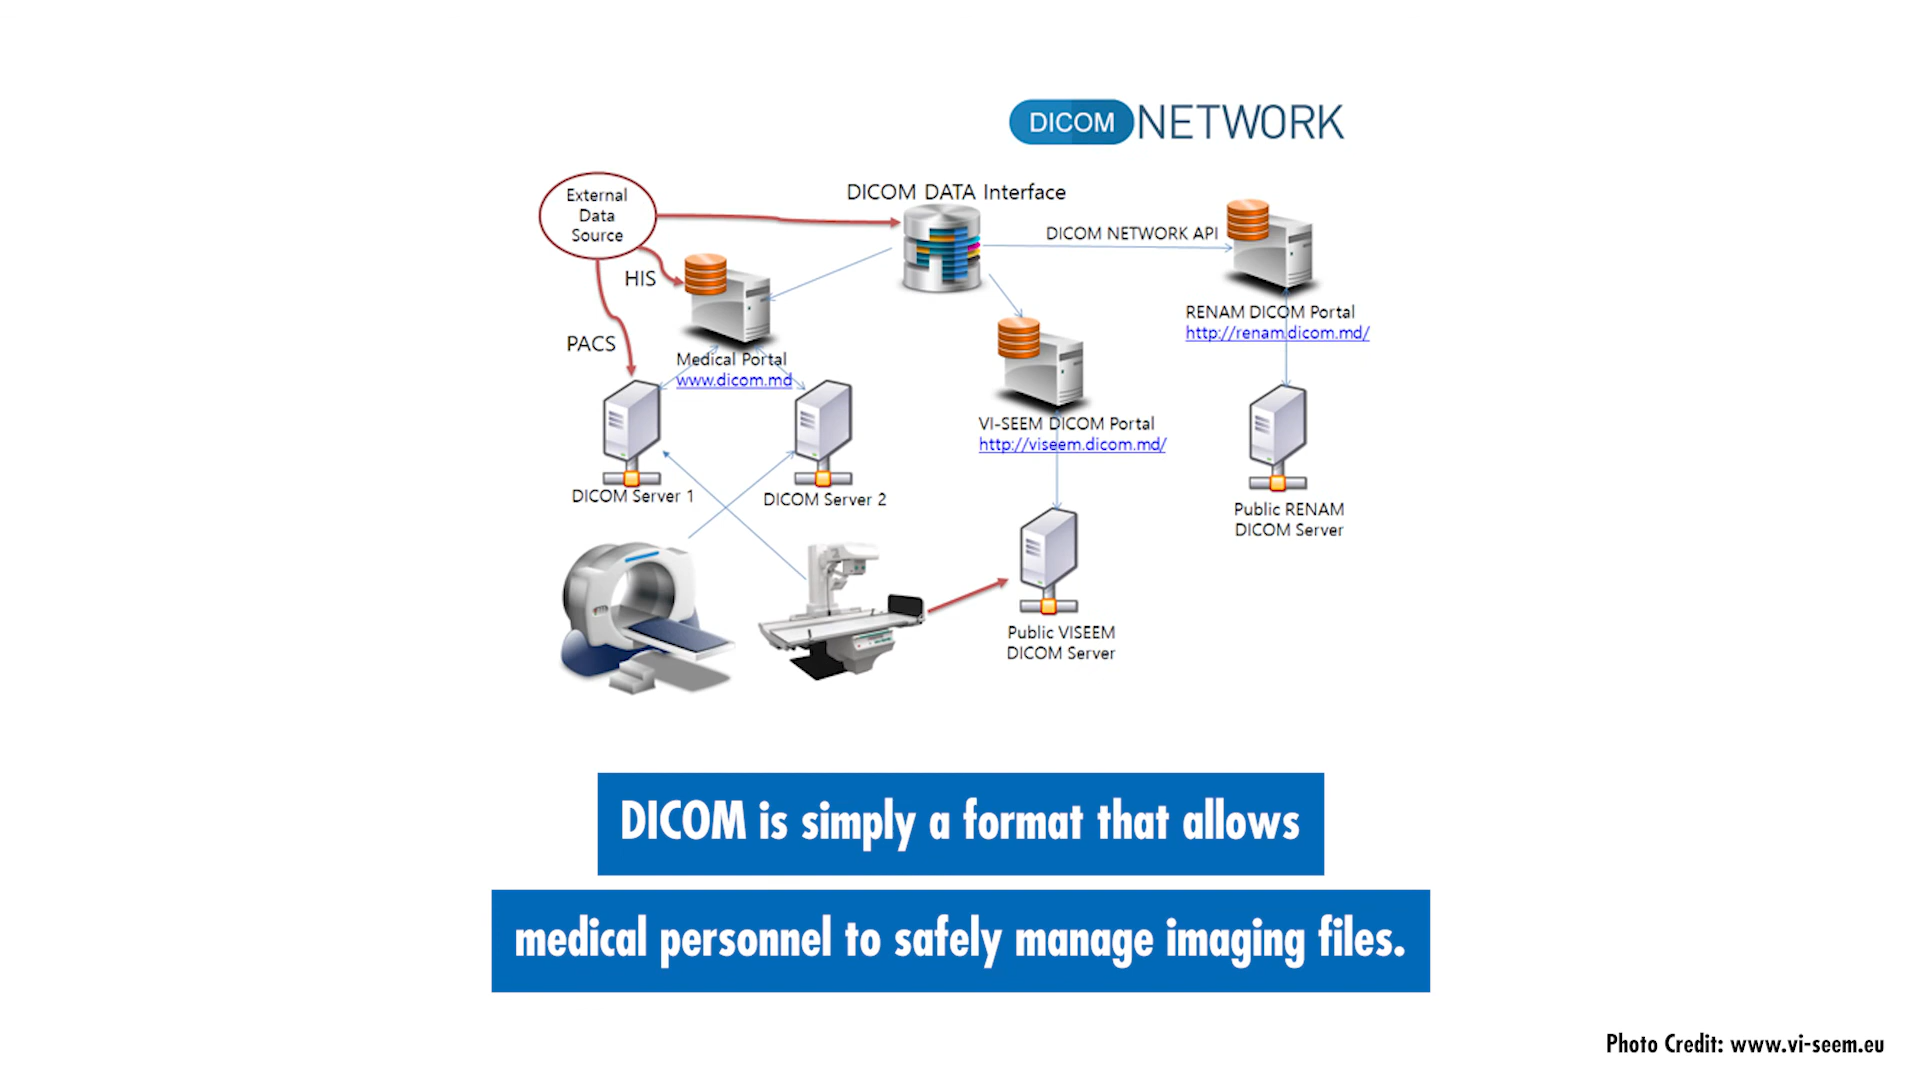 DICOM NETWORK
External
Data
Source
DICOM DATA Interface
DICOM NETWORK API
HIS
PACS
Medical Portal
www.dicom.md
RENAM DICOM Portal
http://renam.dicom.md/
VI-SEEM DICOM Portal
http://viseem.dicom.md/
DICOM Server 1
DICOM Server 2
Public RENAM
DICOM Server
Public VISEEM
DICOM Server
DICOM is simply a format that allows
medical personnel to safely manage imaging files.
Photo Credit: www.vi-seem.eu